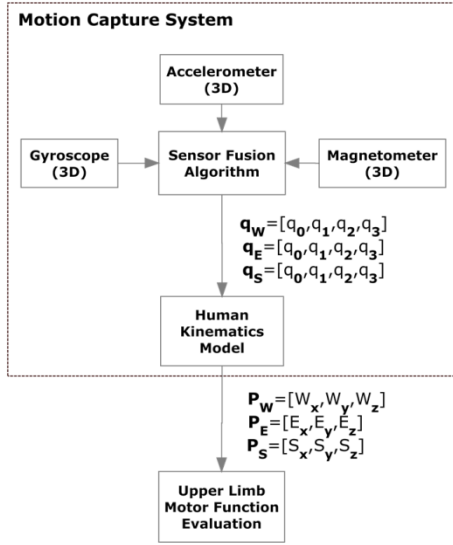 Motion Capture System
Accelerometer
(3D)
Gyroscope
(3D)
Sensor Fusion
Algorithm
Magnetometer
(3D)
q_W=[q_0,q_1,q_2,q_3]
q_E=[q_0,q_1,q_2,q_3]
q_S=[q_0,q_1,q_2,q_3]
Human
Kinematics
Model
P_W=[W_x,W_y,W_z]
P_E=[E_x,E_y,E_z]
P_S=[S_x,S_y,S_z]
Upper Limb
Motor Function
Evaluation